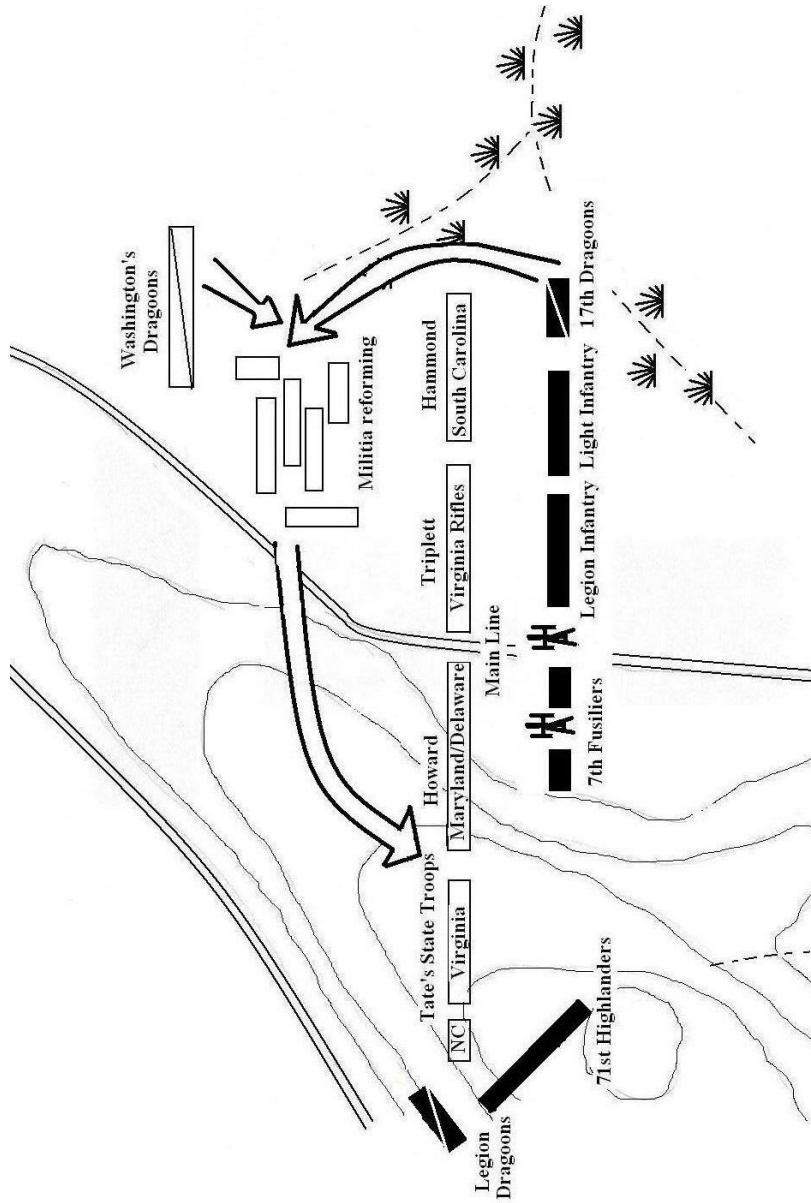 Washington's
Dragoons
Militia reforming
Tate's State Troops
Howard
Triplett
Hammond
NC
Virginia
Maryland/Delaware
Virginia Rifles
South Carolina
Main Line
Legion
Dragoons
71st Highlanders
7th Fusiliers
Legion Infantry
Light Infantry
17th Dragoons